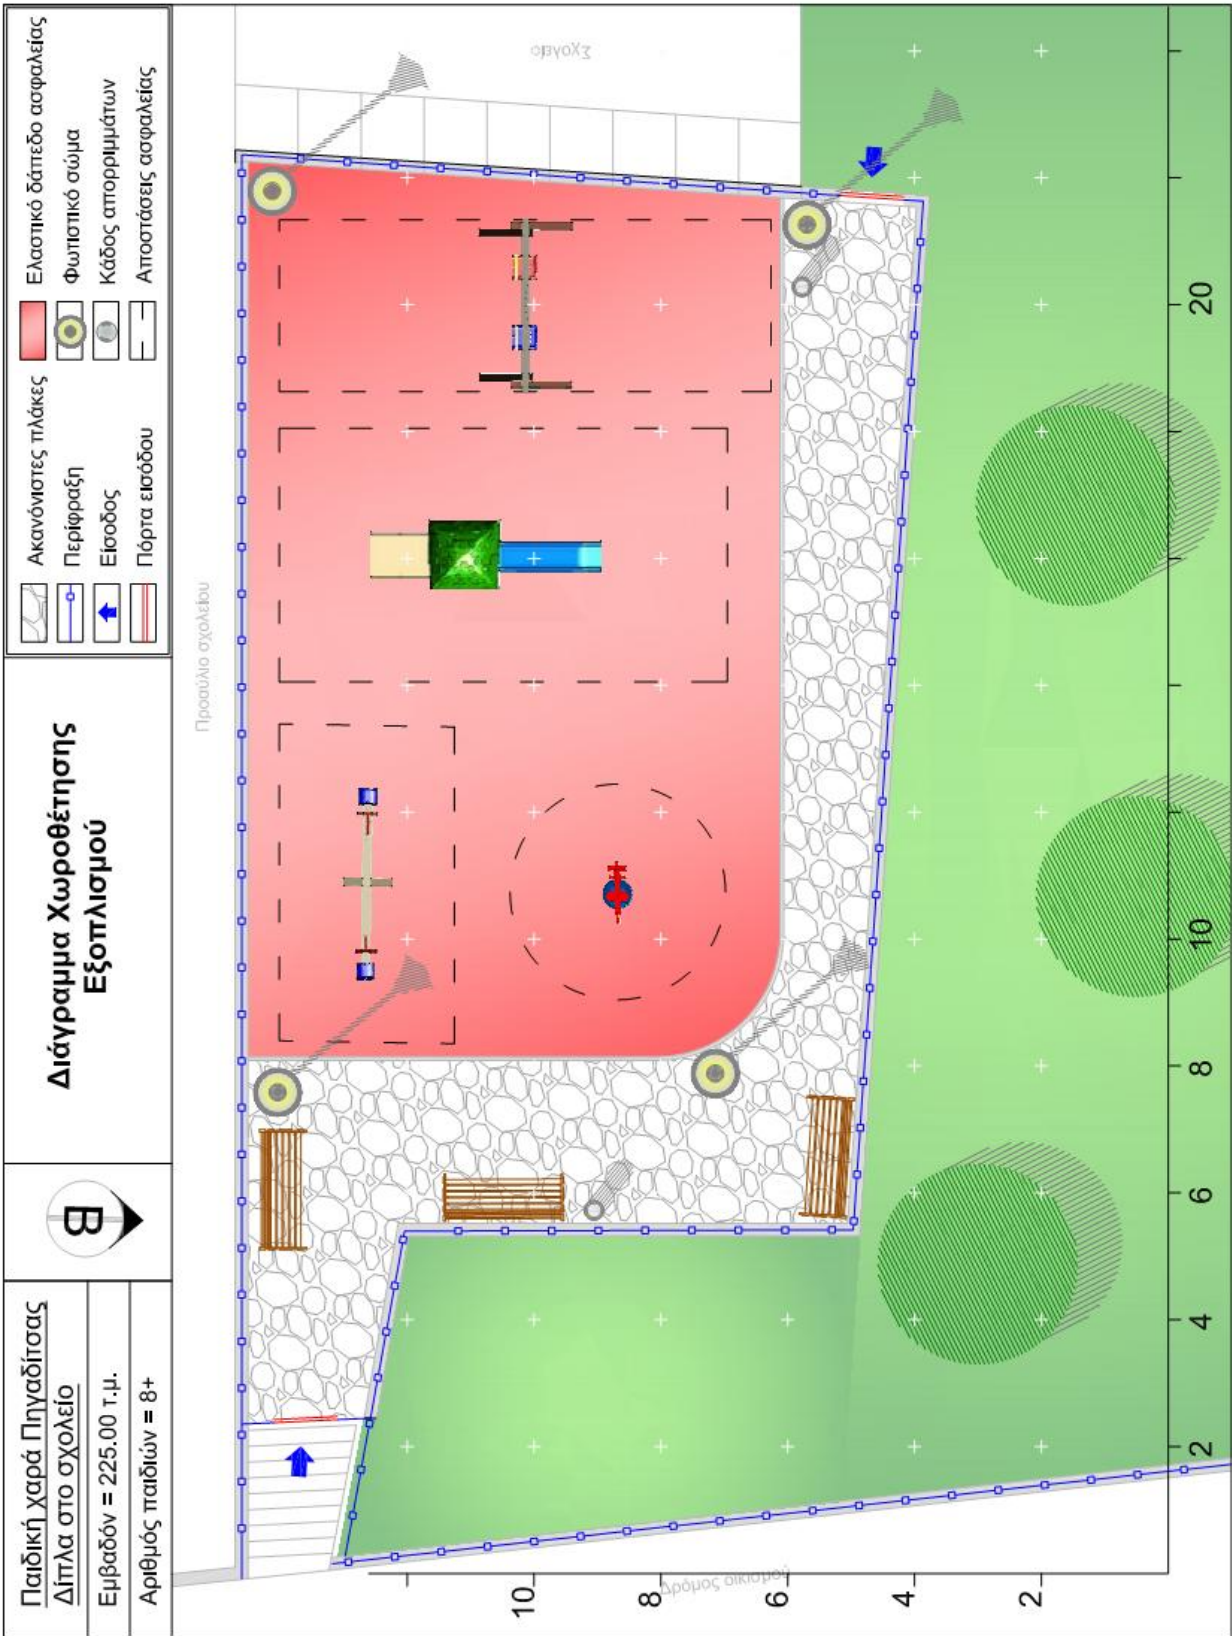 Παιδική χαρά Πηγαδίτσας
Δίπλα στο σχολείο
Εμβαδόν = 225.00 τ.μ.
Αριθμός παιδιών = 8+
Β
Διάγραμμα Χωροθέτησης
Εξοπλισμού
Ακανόνιστες πλάκες
Περίφραξη
Είσοδος
Πόρτα εισόδου
Ελαστικό δάπεδο ασφαλείας
Φωτιστικό σώμα
Κάδος απορριμμάτων
Αποστάσεις ασφαλείας
Προαύλιο σχολείου
Σχολείο
Δρόμος οικισμού
10
8
6
4
2
2
4
6
8
10
20